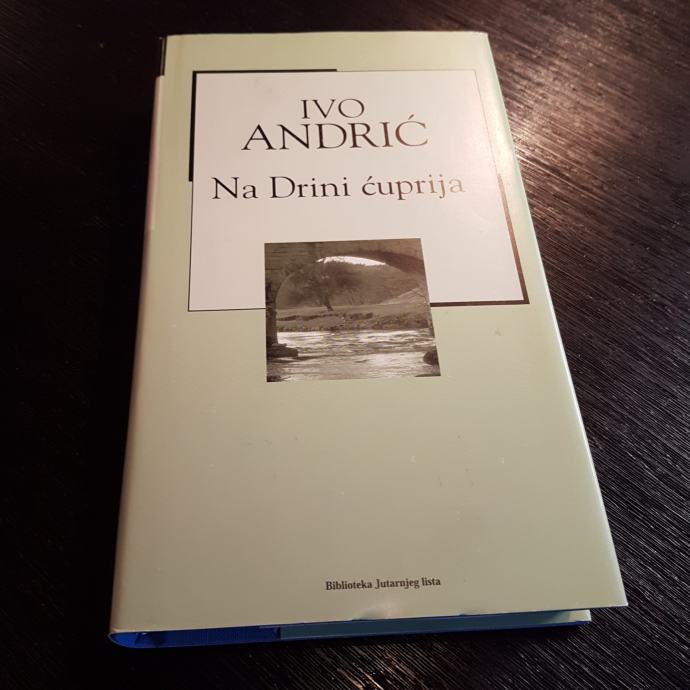 IVO
ANDRIĆ
Na Drini ćuprija
Biblioteka Jutarnjeg lista